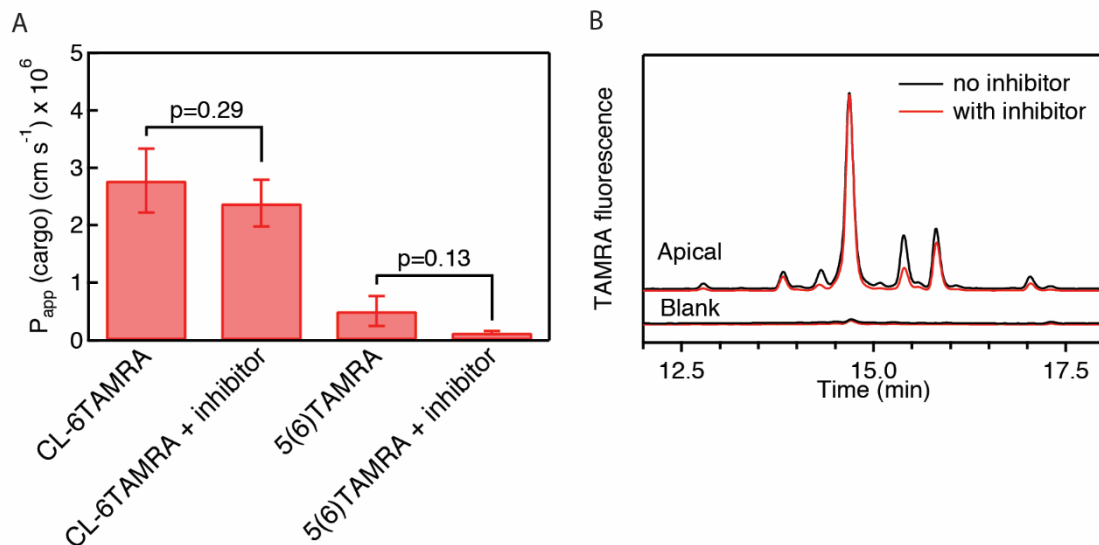 A
P_app (cargo) (cm s⁻¹) x 10⁶
5
4
3
2
1
0
p=0.29
p=0.13
CL-6TAMRA
CL-6TAMRA + inhibitor
5(6)TAMRA
5(6)TAMRA + inhibitor
B
TAMRA fluorescence
no inhibitor
with inhibitor
Apical
Blank
12.5 15.0 17.5
Time (min)